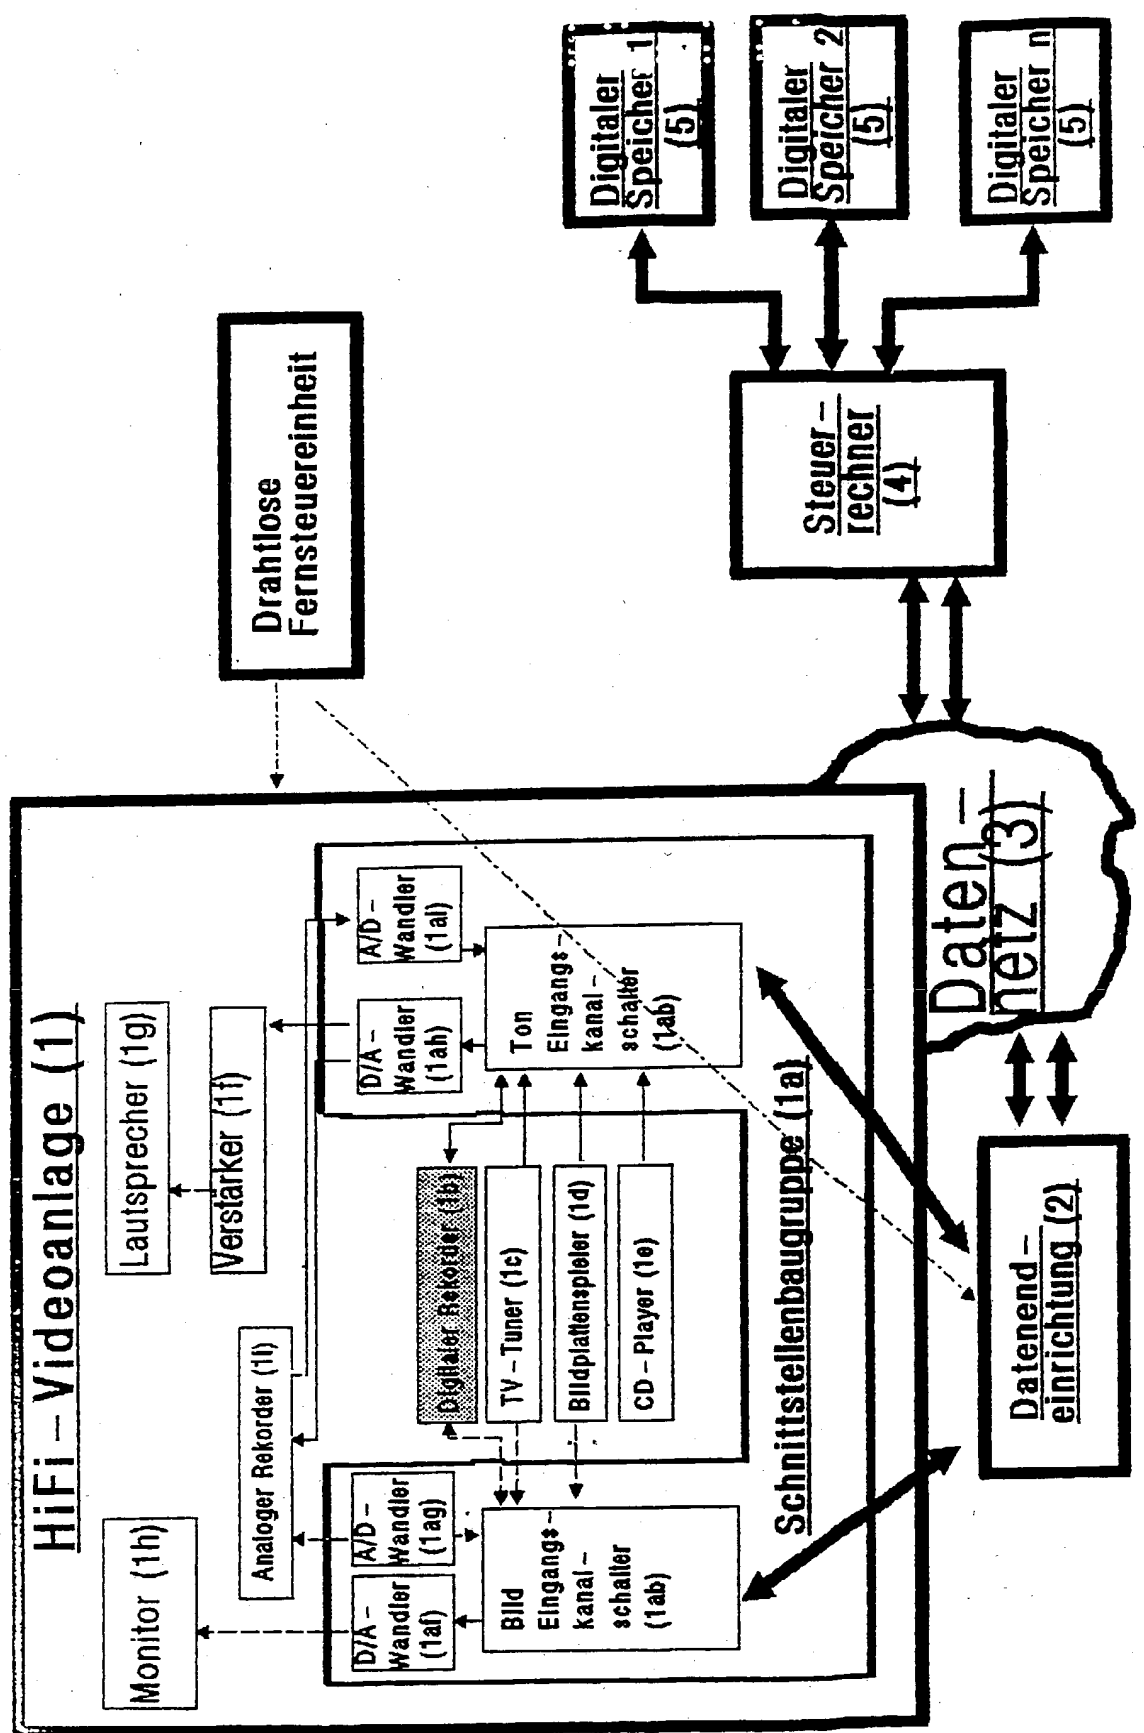 HiFi – Videoanlage (1)
Monitor (1h)
Lautsprecher (1g)
Verstärker (1f)
Analoger Rekorder (1i)
D/A –
Wandler
(1af)
A/D –
Wandler
(1ag)
D/A –
Wandler
(1ah)
A/D –
Wandler
(1ai)
Digitaler Rekorder (1b)
TV – Tuner (1c)
Bildplattenspieler (1d)
CD – Player (1e)
Bild
Eingangs –
kanal –
schalter
(1ab)
Ton
Eingangs –
kanal –
schalter
(1ab)
Schnittstellenbaugruppe (1a)
Drahtlose
Fernsteuereinheit
Datenend –
einrichtung (2)
Daten –
netz (3)
Steuer –
rechner
(4)
Digitaler
Speicher 1
(5)
Digitaler
Speicher 2
(5)
Digitaler
Speicher n
(5)